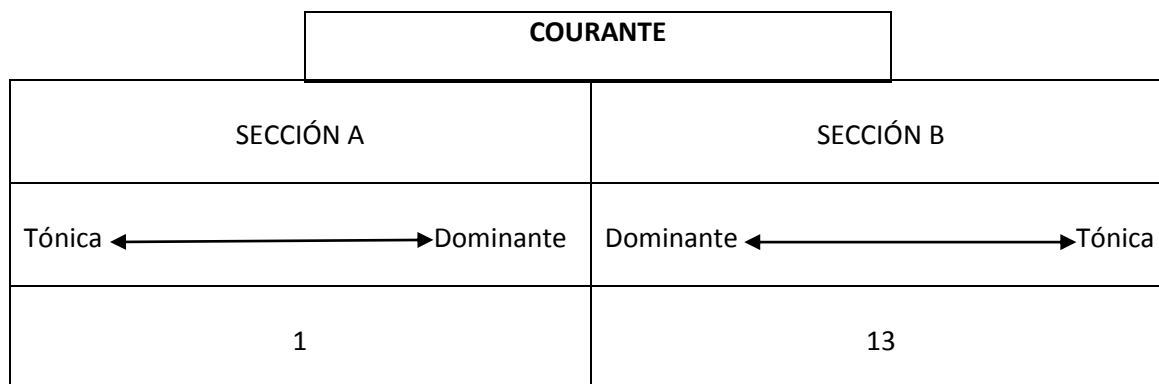 COURANTE
SECCIÓN A SECCIÓN B
Tónica Dominante Dominante Tónica
1 13